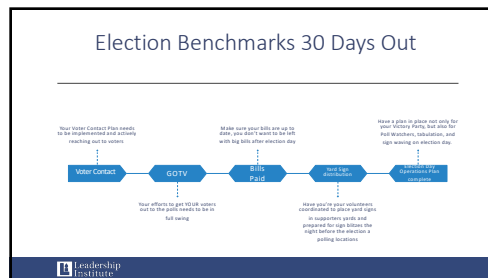 Election Benchmarks 30 Days Out
Your Voter Contact Plan needs
to be implemented and actively
reaching out to voters
Make sure your bills are up to
date, you don't want to be left
with big bills after election day
Have a plan in place not only for
your Victory Party, but also for
Poll Watchers, tabulation, and
sign waving on election day.
Voter Contact
GOTV
Bills
Paid
Yard Sign
distribution
Election Day
Operations Plan
complete
Your efforts to get YOUR voters
out to the polls needs to be in
full swing
Have you're your volunteers
coordinated to place yard signs in
supporters yards and
prepared for sign blitzes the
night before the election a
polling locations
Leadership
Institute